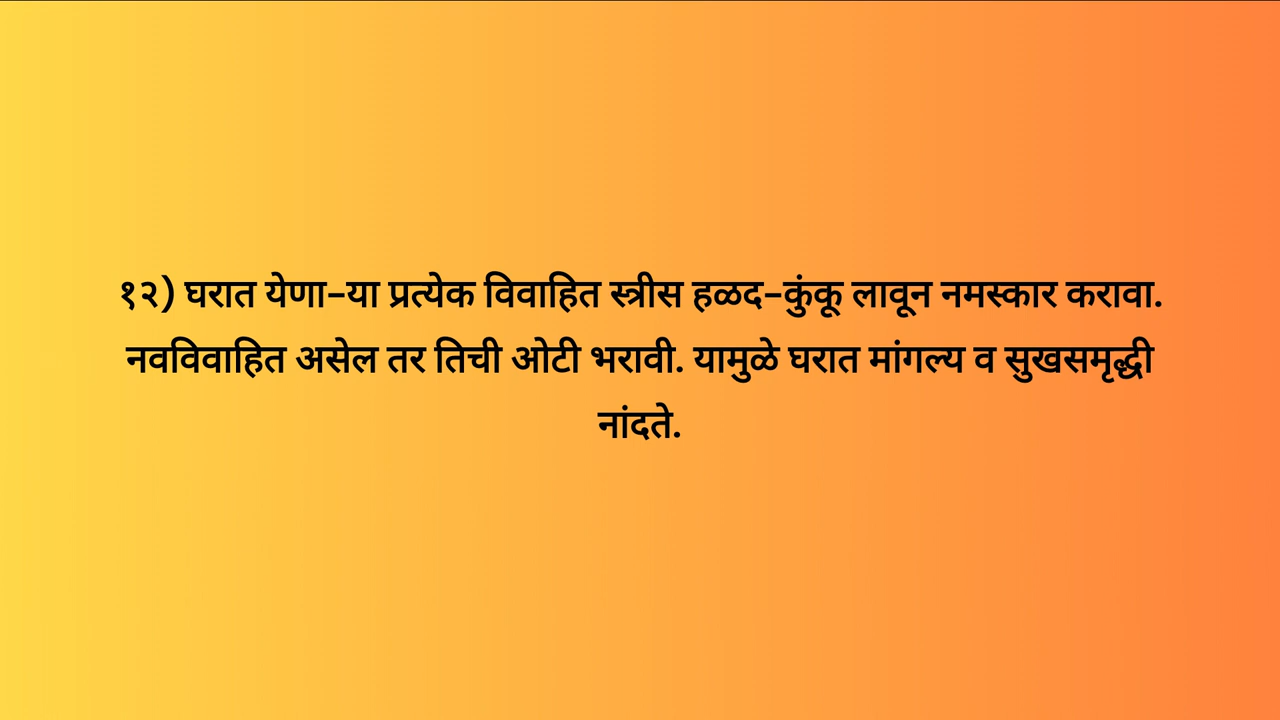 १२) घरात येणा-या प्रत्येक विवाहित स्त्रीस हळद-कुंकू लावून नमस्कार करावा.
नवविवाहित असेल तर तिची ओटी भरावी. यामुळे घरात मांगल्य व सुखसमृद्धी
नांदते.